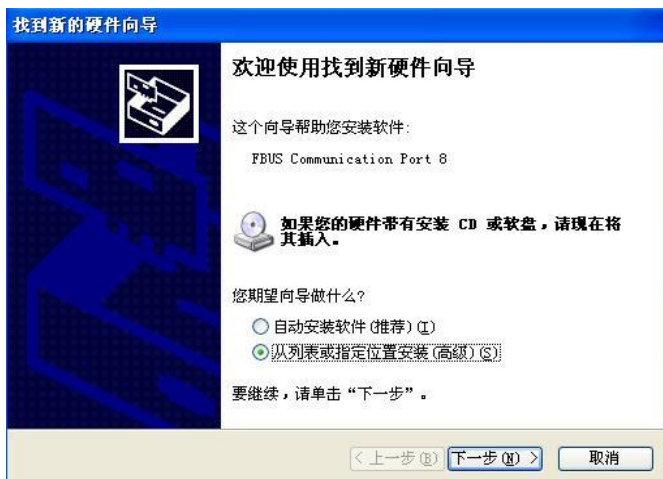 找到新的硬件向导
欢迎使用找到新硬件向导
这个向导帮助您安装软件:
FBUS Communication Port 8
如果您的硬件带有安装 CD 或软盘，请现在将
其插入。
您期望向导做什么?
自动安装软件(推荐)(I)
从列表或指定位置安装(高级)(S)
要继续，请单击“下一步”。
< 上一步(B) 下一步(N) > 取消